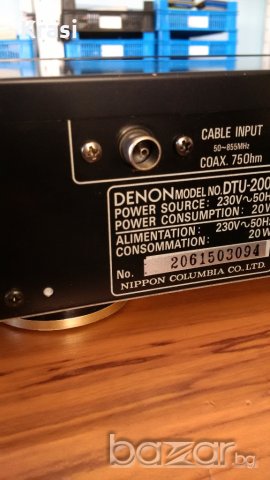 Krasi
CABLE INPUT
50~855MHz
COAX. 75Ohm
DENON MODEL NO. DTU-200
POWER SOURCE: 230V~50H
POWER CONSUMPTION: 20W
ALIMENTATION: 230V~50H
CONSOMMATION: 20W
No. 2061503094
NIPPON COLUMBIA CO., LTD.
bazar.bg